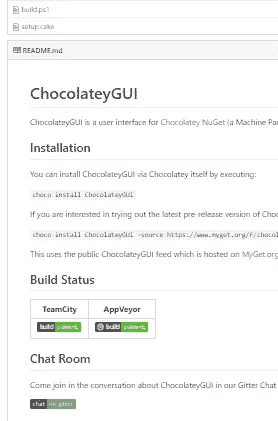 build.ps1
setup.cake
README.md
ChocolateyGUI
ChocolateyGUI is a user interface for Chocolatey NuGet (a Machine Pac
Installation
You can install ChocolateyGUI via Chocolatey itself by executing:
choco install ChocolateyGUI
If you are interested in trying out the latest pre-release version of Choc
choco install ChocolateyGUI -source https://www.myget.org/F/chocol
This uses the public ChocolateyGUI feed which is hosted on MyGet.org
Build Status
TeamCity AppVeyor
build build
Chat Room
Come join in the conversation about ChocolateyGUI in our Gitter Chat
chat on gitter